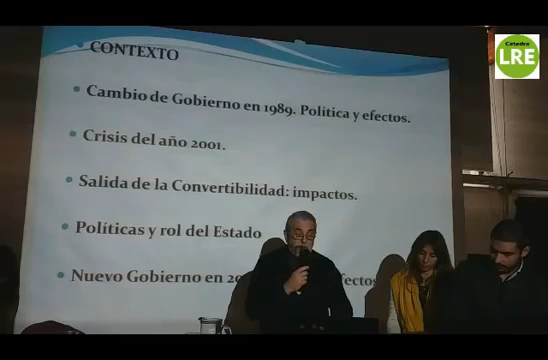 Cátedra
LRE
• CONTEXTO
• Cambio de Gobierno en 1989. Política y efectos.
• Crisis del año 2001.
• Salida de la Convertibilidad: impactos.
• Políticas y rol del Estado
• Nuevo Gobierno en efectos